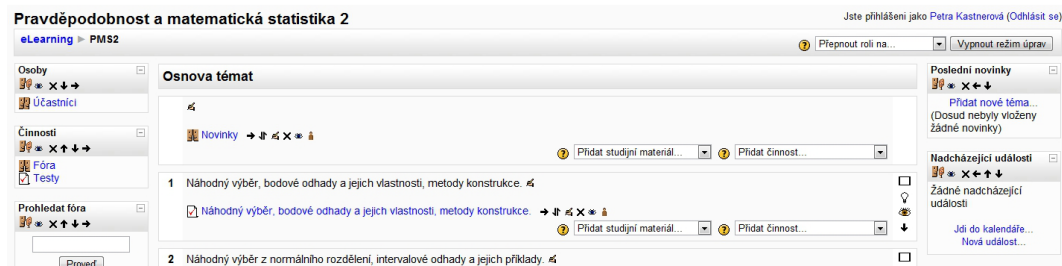 Pravděpodobnost a matematická statistika 2
Jste přihlášeni jako Petra Kastnerová (Odhlásit se)
eLearning ► PMS2
Přepnout roli na...
Vypnout režim úprav
Osoby
Účastníci
Činnosti
Fóra
Testy
Prohledat fóra
Proveď
Osnova témat
Novinky
Přidat studijní materiál... Přidat činnost...
1 Náhodný výběr, bodové odhady a jejich vlastnosti, metody konstrukce.
Náhodný výběr, bodové odhady a jejich vlastnosti, metody konstrukce.
Přidat studijní materiál... Přidat činnost...
2 Náhodný výběr z normálního rozdělení, intervalové odhady a jejich příklady.
Poslední novinky
Přidat nové téma...
(Dosud nebyly vloženy
žádné novinky)
Nadcházející události
Žádné nadcházející
události
Jdi do kalendáře...
Nová událost...